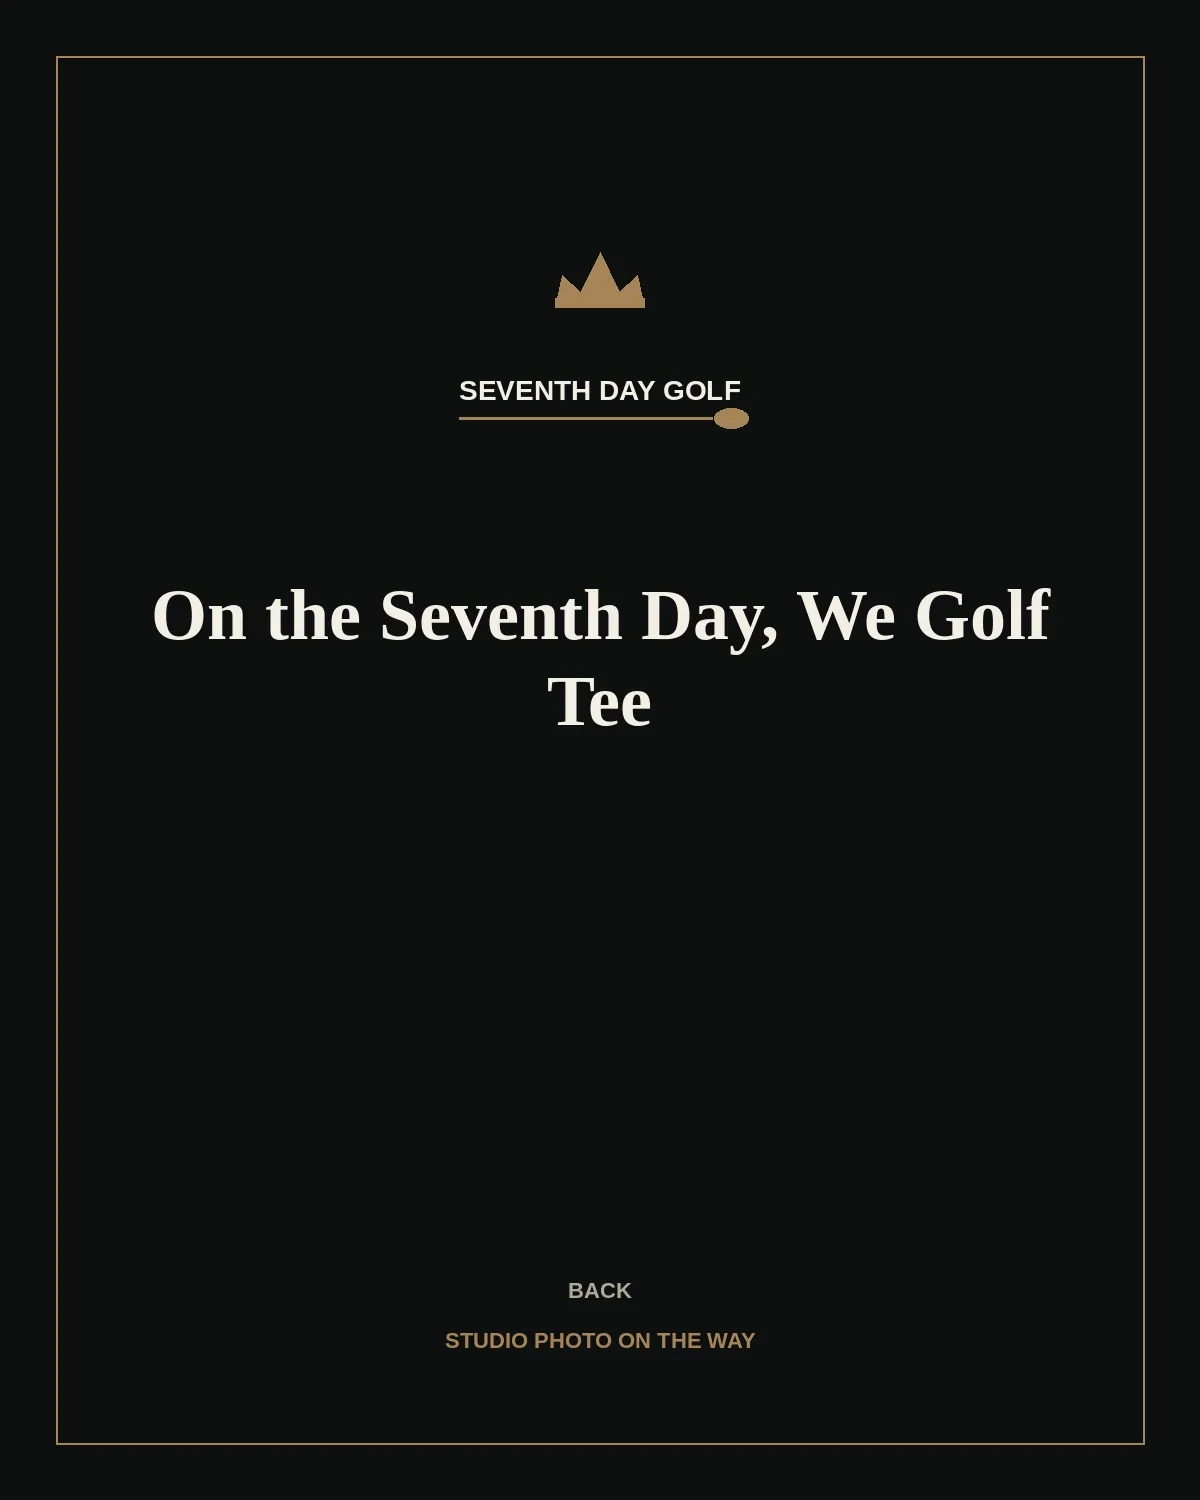 SEVENTH DAY GOLF
On the Seventh Day, We Golf
Tee
BACK
STUDIO PHOTO ON THE WAY